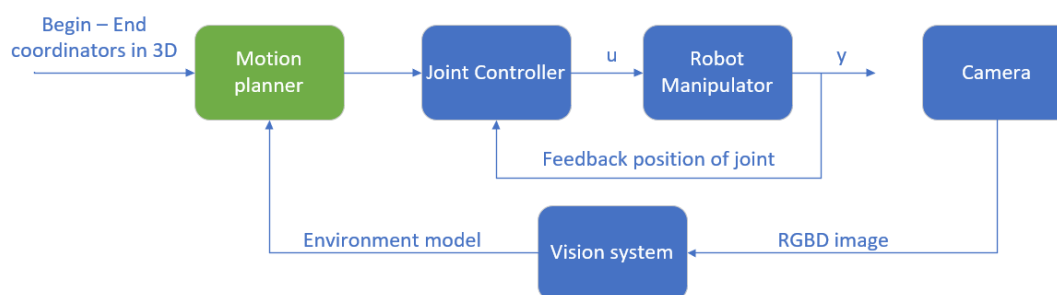 Begin – End
coordinators in 3D
Motion
planner
Joint Controller
u
Robot
Manipulator
y
Camera
Feedback position of joint
Environment model
Vision system
RGBD image